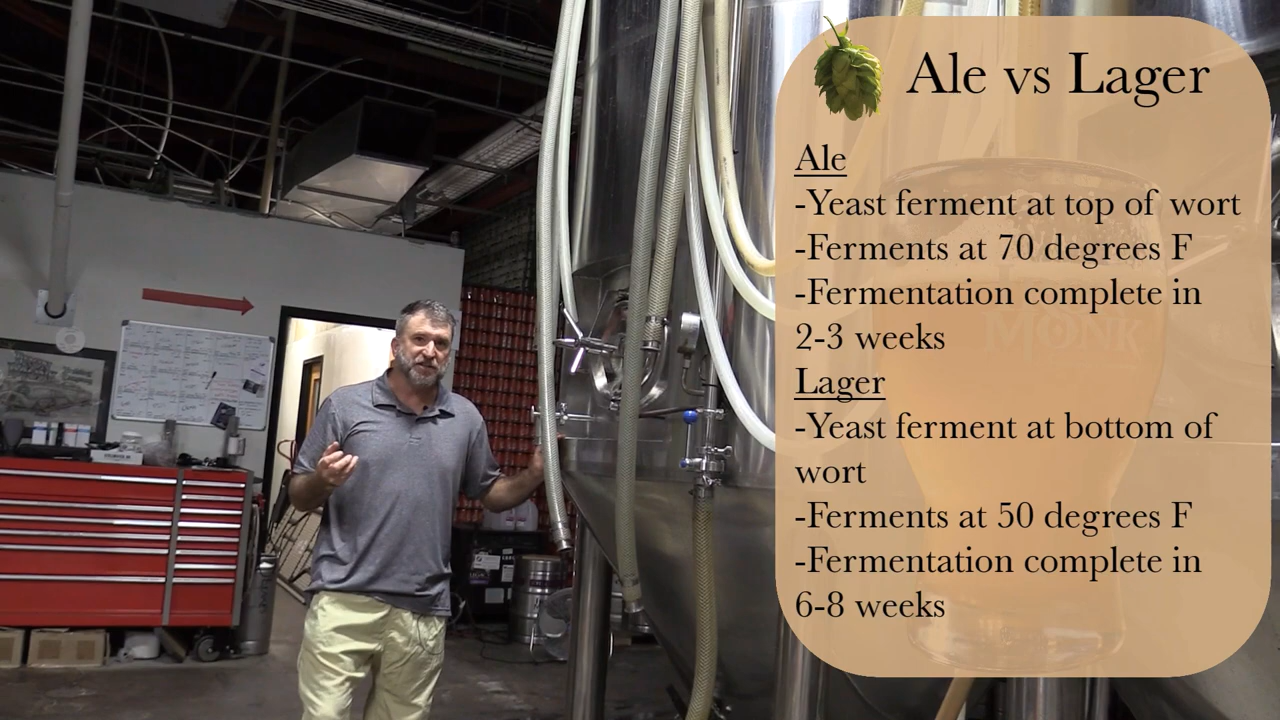 Ale vs Lager
Ale
-Yeast ferment at top of wort
-Ferments at 70 degrees F
-Fermentation complete in
2-3 weeks
Lager
-Yeast ferment at bottom of
wort
-Ferments at 50 degrees F
-Fermentation complete in
6-8 weeks